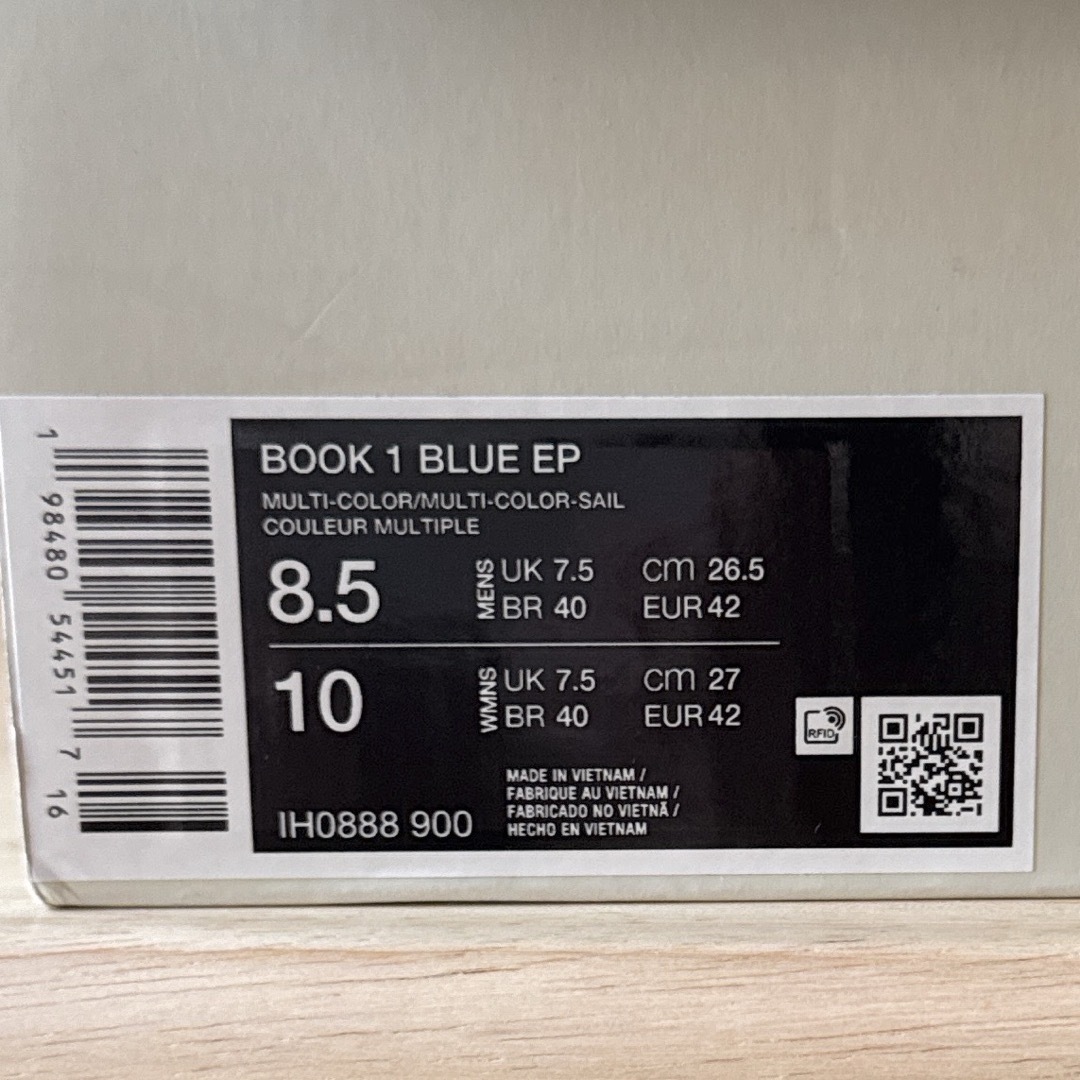 1 98480 54451 7 16
BOOK 1 BLUE EP
MULTI-COLOR/MULTI-COLOR-SAIL
COULEUR MULTIPLE
8.5 MENS UK 7.5 cm 26.5
BR 40 EUR 42
10 WMNS UK 7.5 cm 27
BR 40 EUR 42
RFID
MADE IN VIETNAM /
FABRIQUE AU VIETNAM /
FABRICADO NO VIETNÃ /
HECHO EN VIETNAM
IH0888 900